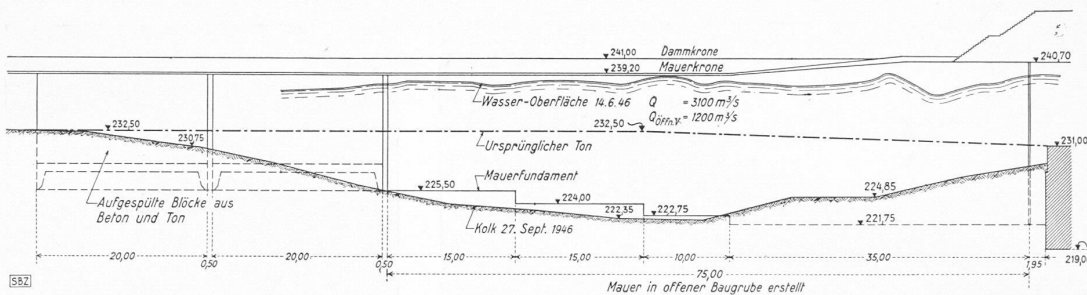 241,00 Dammkrone
239,20 Mauerkrone
240,70
Wasser-Oberfläche 14.6.46 Q = 3100 m³/s
Q Öffn.V. = 1200 m³/s
232,50
232,50
Ursprünglicher Ton
230,75
231,00
Aufgespülte Blöcke aus
Beton und Ton
225,50
Mauerfundament
224,00
222,35
222,75
224,85
221,75
Kolk 27. Sept. 1946
219,0
20,00
0,50
20,00
0,50
15,00
15,00
10,00
35,00
1,95
75,00
Mauer in offener Baugrube erstellt
SBZ